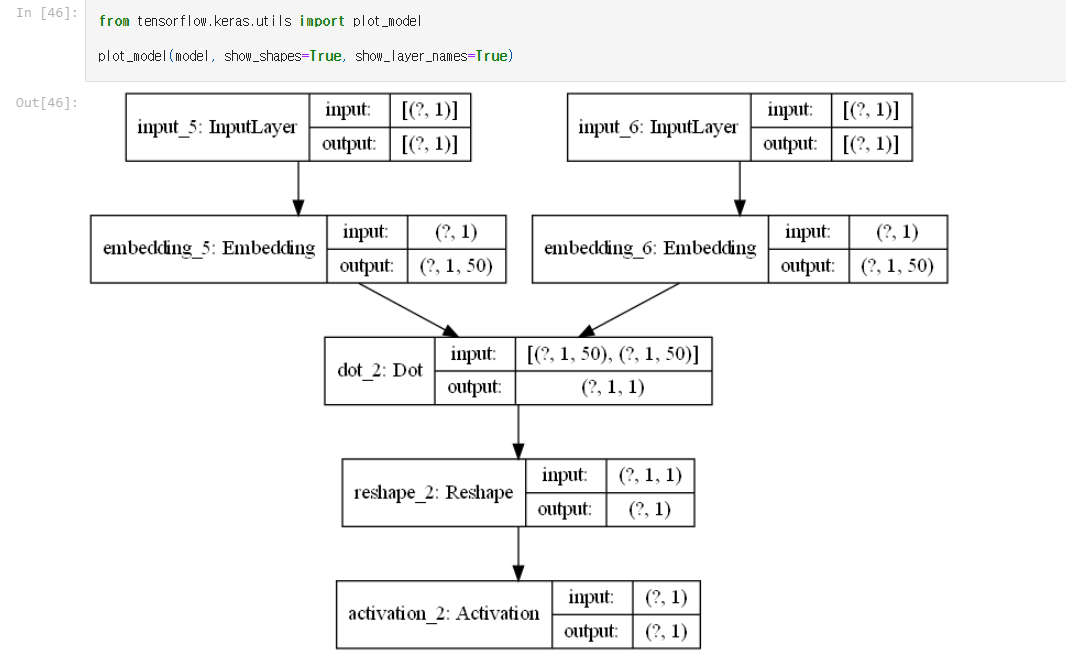 In [46]:
from tensorflow.keras.utils import plot_model
plot_model(model, show_shapes=True, show_layer_names=True)
Out[46]:
input_5: InputLayer
input: [(?, 1)]
output: [(?, 1)]
input_6: InputLayer
input: [(?, 1)]
output: [(?, 1)]
embedding_5: Embedding
input: (?, 1)
output: (?, 1, 50)
embedding_6: Embedding
input: (?, 1)
output: (?, 1, 50)
dot_2: Dot
input: [(?, 1, 50), (?, 1, 50)]
output: (?, 1, 1)
reshape_2: Reshape
input: (?, 1, 1)
output: (?, 1)
activation_2: Activation
input: (?, 1)
output: (?, 1)